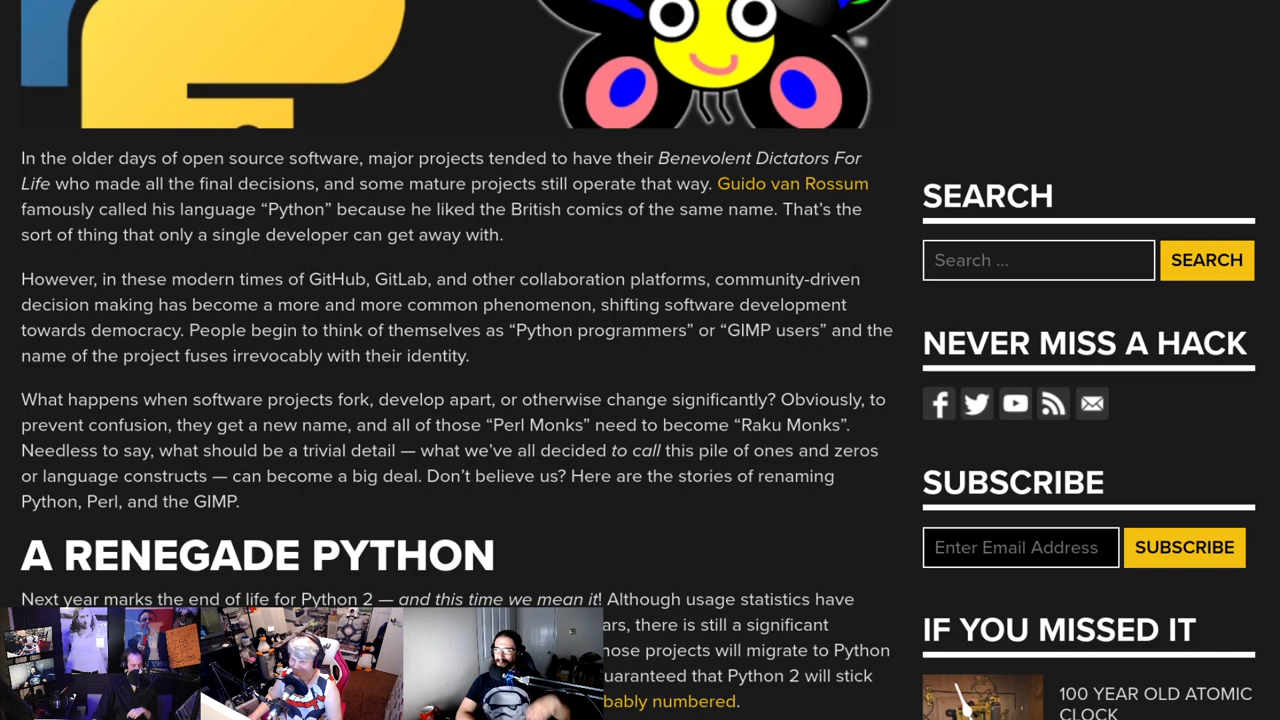 In the older days of open source software, major projects tended to have their Benevolent Dictators For
Life who made all the final decisions, and some mature projects still operate that way. Guido van Rossum
famously called his language “Python” because he liked the British comics of the same name. That’s the
sort of thing that only a single developer can get away with.
However, in these modern times of GitHub, GitLab, and other collaboration platforms, community-driven
decision making has become a more and more common phenomenon, shifting software development
towards democracy. People begin to think of themselves as “Python programmers” or “GIMP users” and the
name of the project fuses irrevocably with their identity.
What happens when software projects fork, develop apart, or otherwise change significantly? Obviously, to
prevent confusion, they get a new name, and all of those “Perl Monks” need to become “Raku Monks”.
Needless to say, what should be a trivial detail — what we’ve all decided to call this pile of ones and zeros
or language constructs — can become a big deal. Don’t believe us? Here are the stories of renaming
Python, Perl, and the GIMP.
A RENEGADE PYTHON
Next year marks the end of life for Python 2 — and this time we mean it! Although usage statistics have
ars, there is still a significant
hose projects will migrate to Python
uaranteed that Python 2 will stick
bably numbered.
SEARCH
Search ...
SEARCH
NEVER MISS A HACK
SUBSCRIBE
Enter Email Address
SUBSCRIBE
IF YOU MISSED IT
100 YEAR OLD ATOMIC
CLOCK